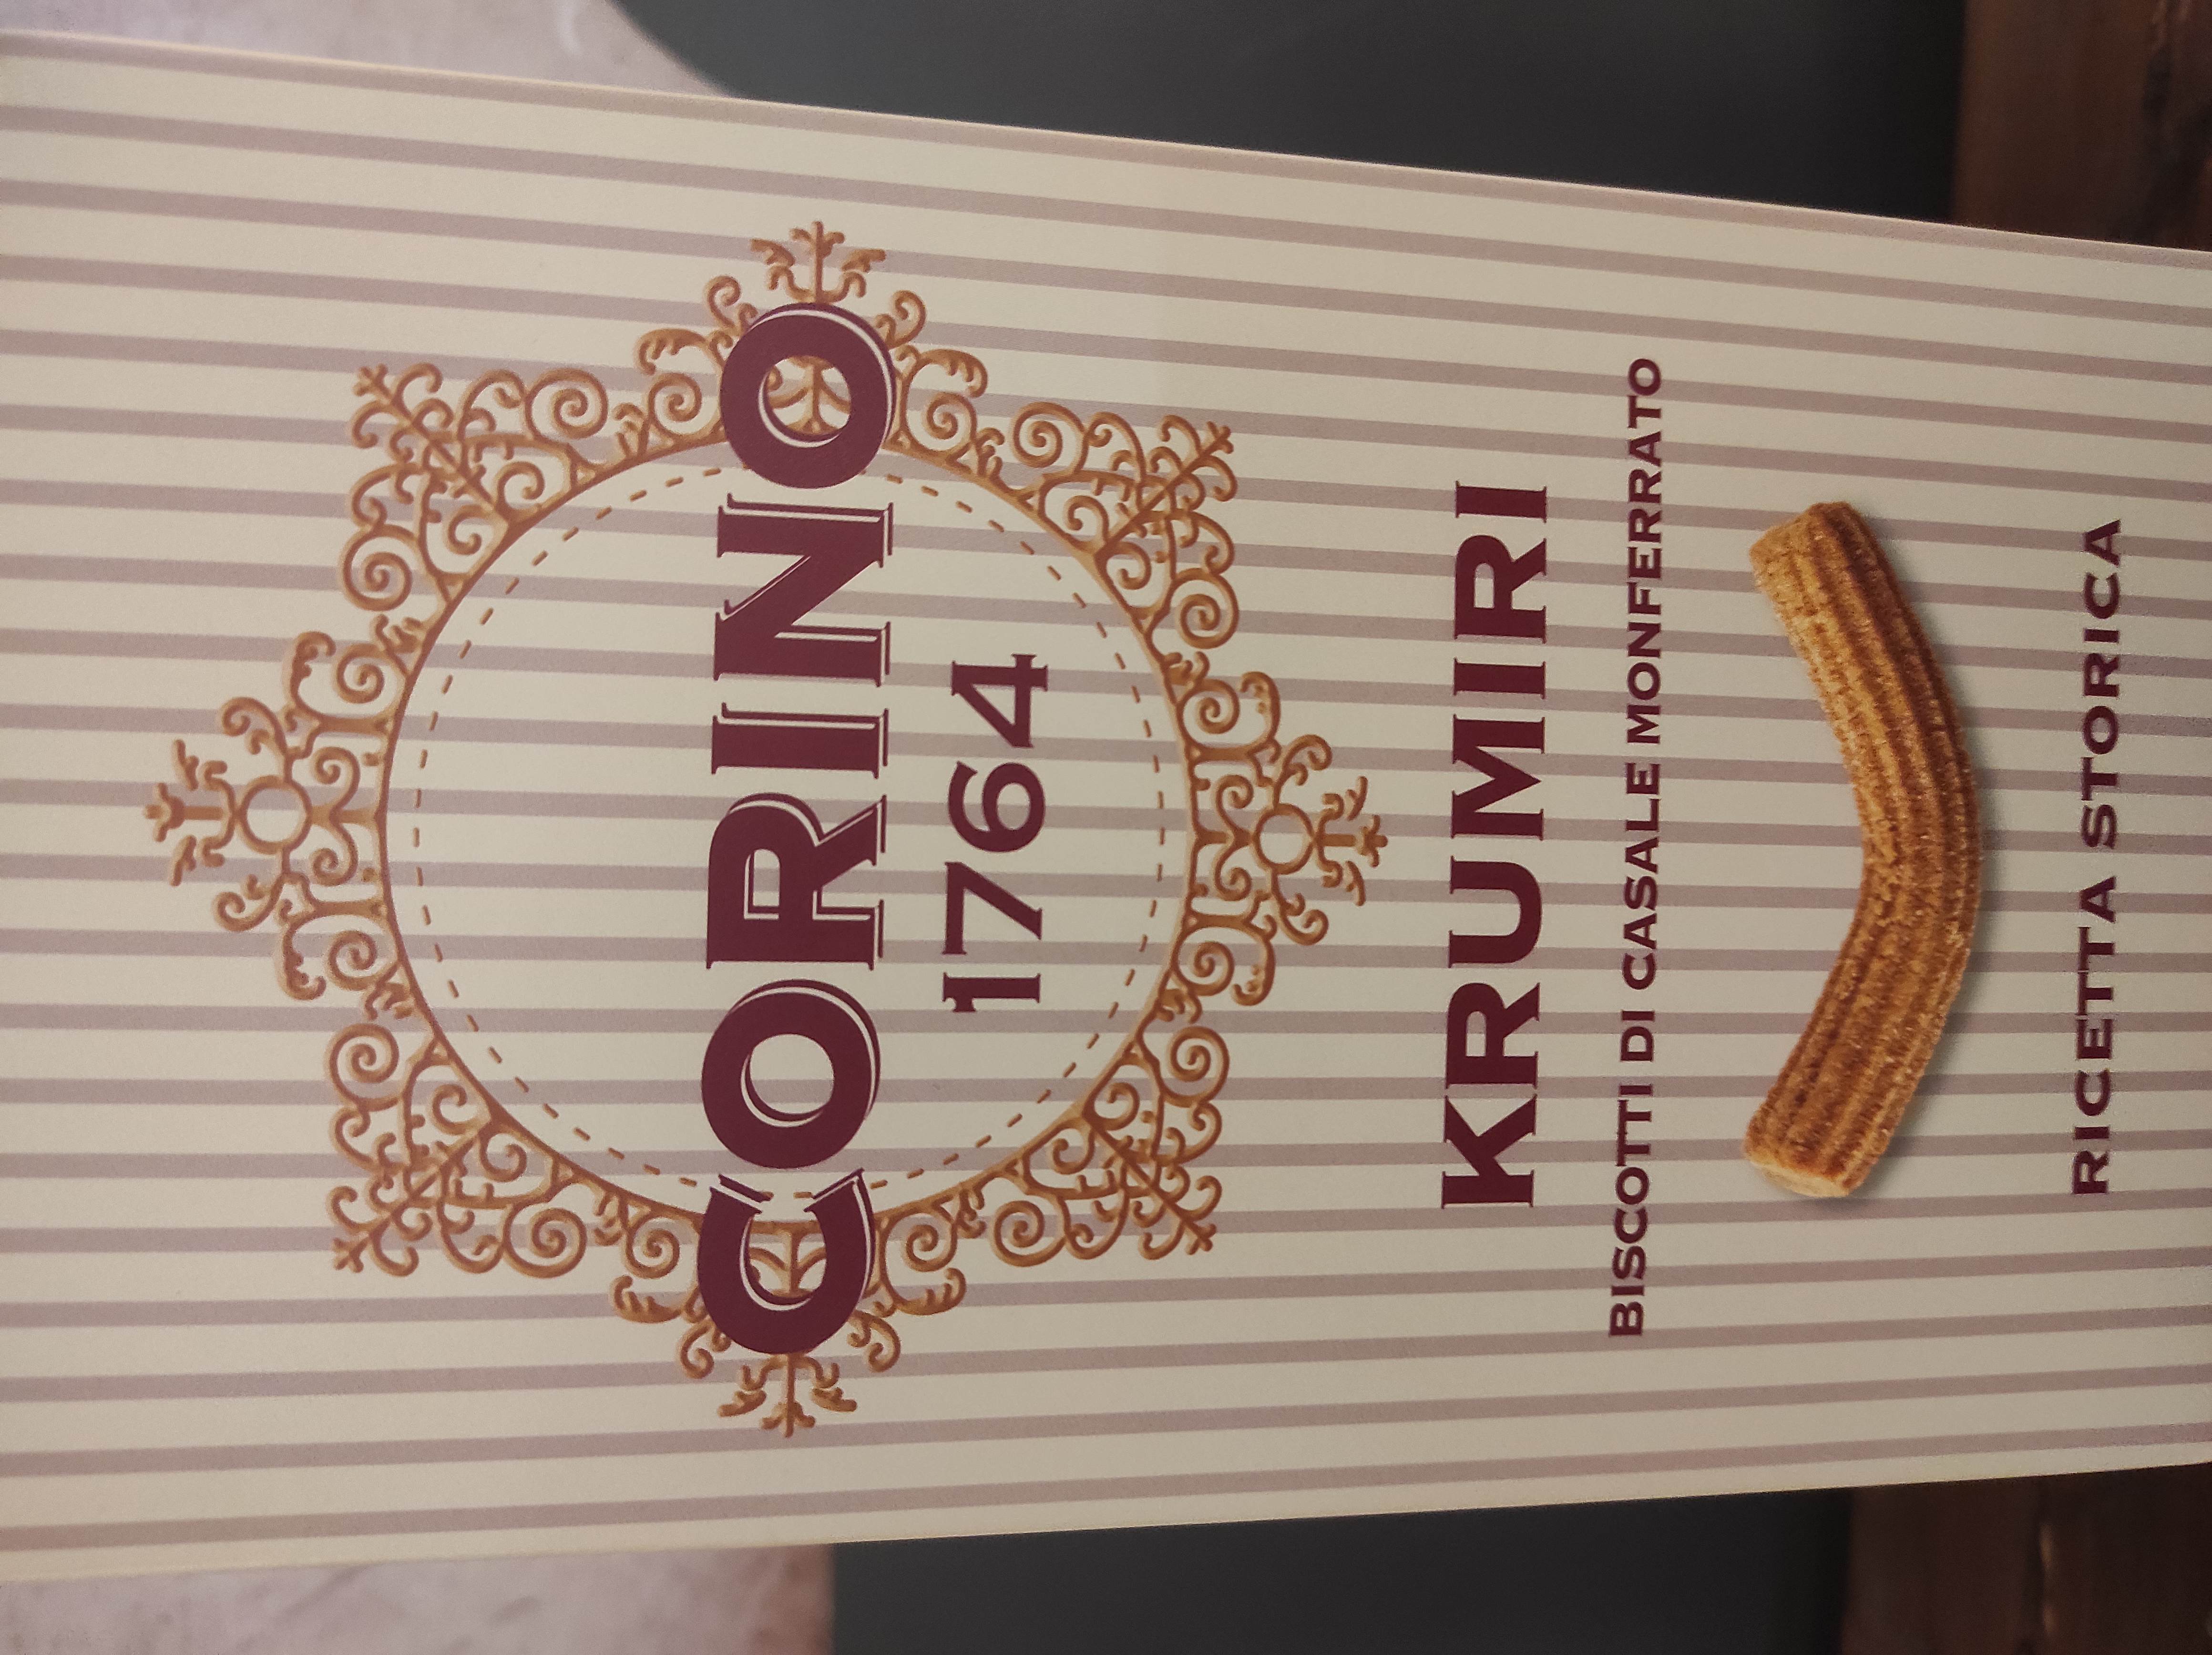 CORINO
1764
KRUMIRI
BISCOTTI DI CASALE MONFERRATO
RICETTA STORICA